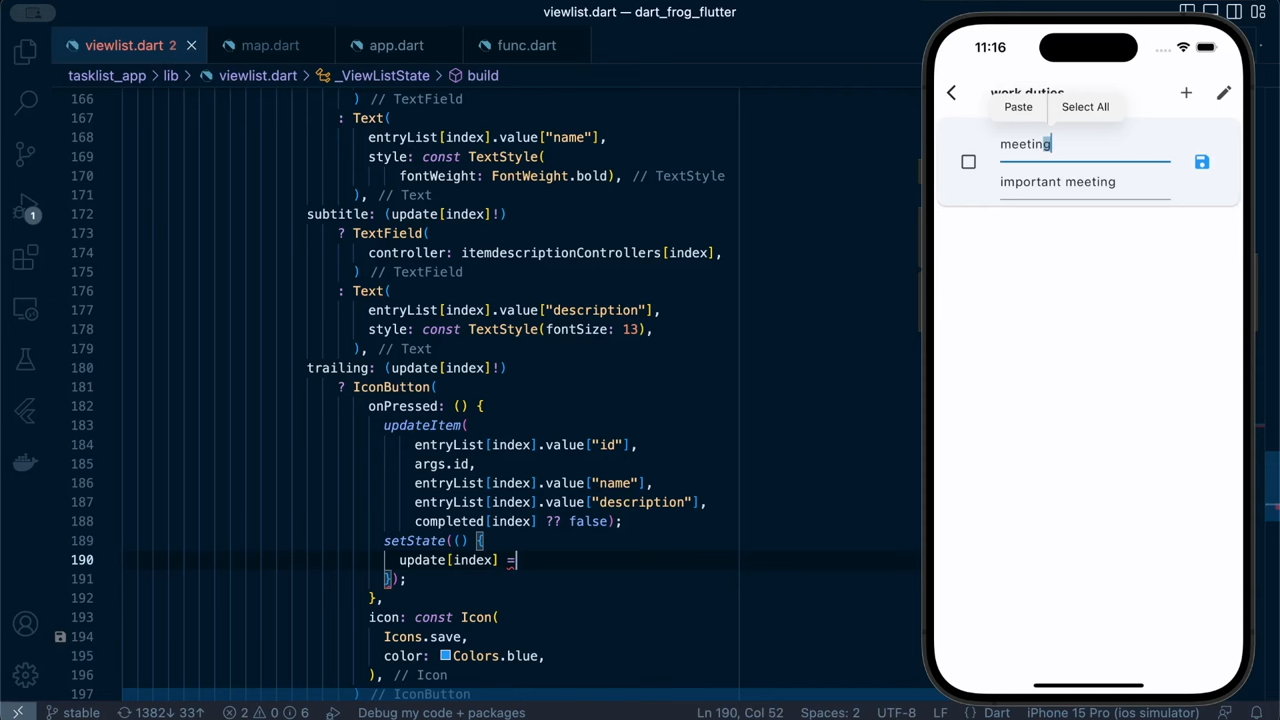 viewlist.dart — dart_frog_flutter
viewlist.dart 2
map.dart
app.dart
func.dart
tasklist_app > lib > viewlist.dart > _ViewListState > build
166 ) // TextField
167 : Text(
168 entryList[index].value["name"],
169 style: const TextStyle(
170 fontWeight: FontWeight.bold), // TextStyle
171 ), // Text
172 subtitle: (update[index]!)
173 ? TextField(
174 controller: itemdescriptionControllers[index],
175 ) // TextField
176 : Text(
177 entryList[index].value["description"],
178 style: const TextStyle(fontSize: 13),
179 ), // Text
180 trailing: (update[index]!)
181 ? IconButton(
182 onPressed: () {
183 updateItem(
184 entryList[index].value["id"],
185 args.id,
186 entryList[index].value["name"],
187 entryList[index].value["description"],
188 completed[index] ?? false);
189 setState(() {
190 update[index] =
191 });
192 },
193 icon: const Icon(
194 Icons.save,
195 color: Colors.blue,
196 ), // Icon
197 ) // IconButton
1
stable 1382↓ 33↑ 2 0 6 Debug my code + packages Ln 190, Col 52 Spaces: 2 UTF-8 LF {} Dart iPhone 15 Pro (ios simulator)
11:16
work duties
Paste Select All
meeting
important meeting